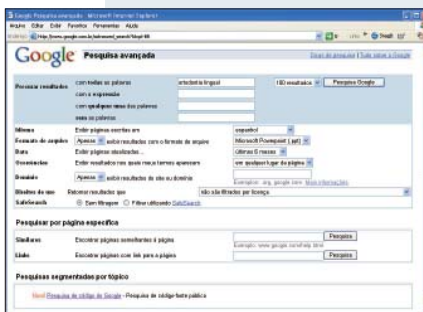 Google Pesquisa avançada - Microsoft Internet Explorer
Arquivo Editar Exibir Favoritos Ferramentas Ajuda
Google Pesquisa avançada
Dicas de pesquisa | Tudo sobre o Google
Procurar resultados com todas as palavras ortodontia lingual 100 resultados Pesquisa Google
com a expressão
com qualquer uma das palavras
sem as palavras
Idioma Exibir páginas escritas em espanhol
Formato de arquivo Apenas exibir resultados com o formato de arquivo Microsoft Powerpoint (.ppt)
Data Exibir páginas atualizadas... últimos 6 meses
Ocorrências Exibir resultados nos quais meus termos aparecem em qualquer lugar da página
Domínio Apenas exibir resultados do site ou domínio
Exemplos: .org, google.com Mais informações
Direitos de uso Retornar resultados que não são filtrados por licença
SafeSearch Sem filtragem Filtrar utilizando SafeSearch
Pesquisar por página específica
Similares Encontrar páginas semelhantes à página Pesquisa
Exemplo: www.google.com/help.html
Links Encontrar páginas com link para a página Pesquisa
Pesquisas segmentadas por tópico
Novo! Pesquisa de código do Google - Pesquisa de código-fonte público